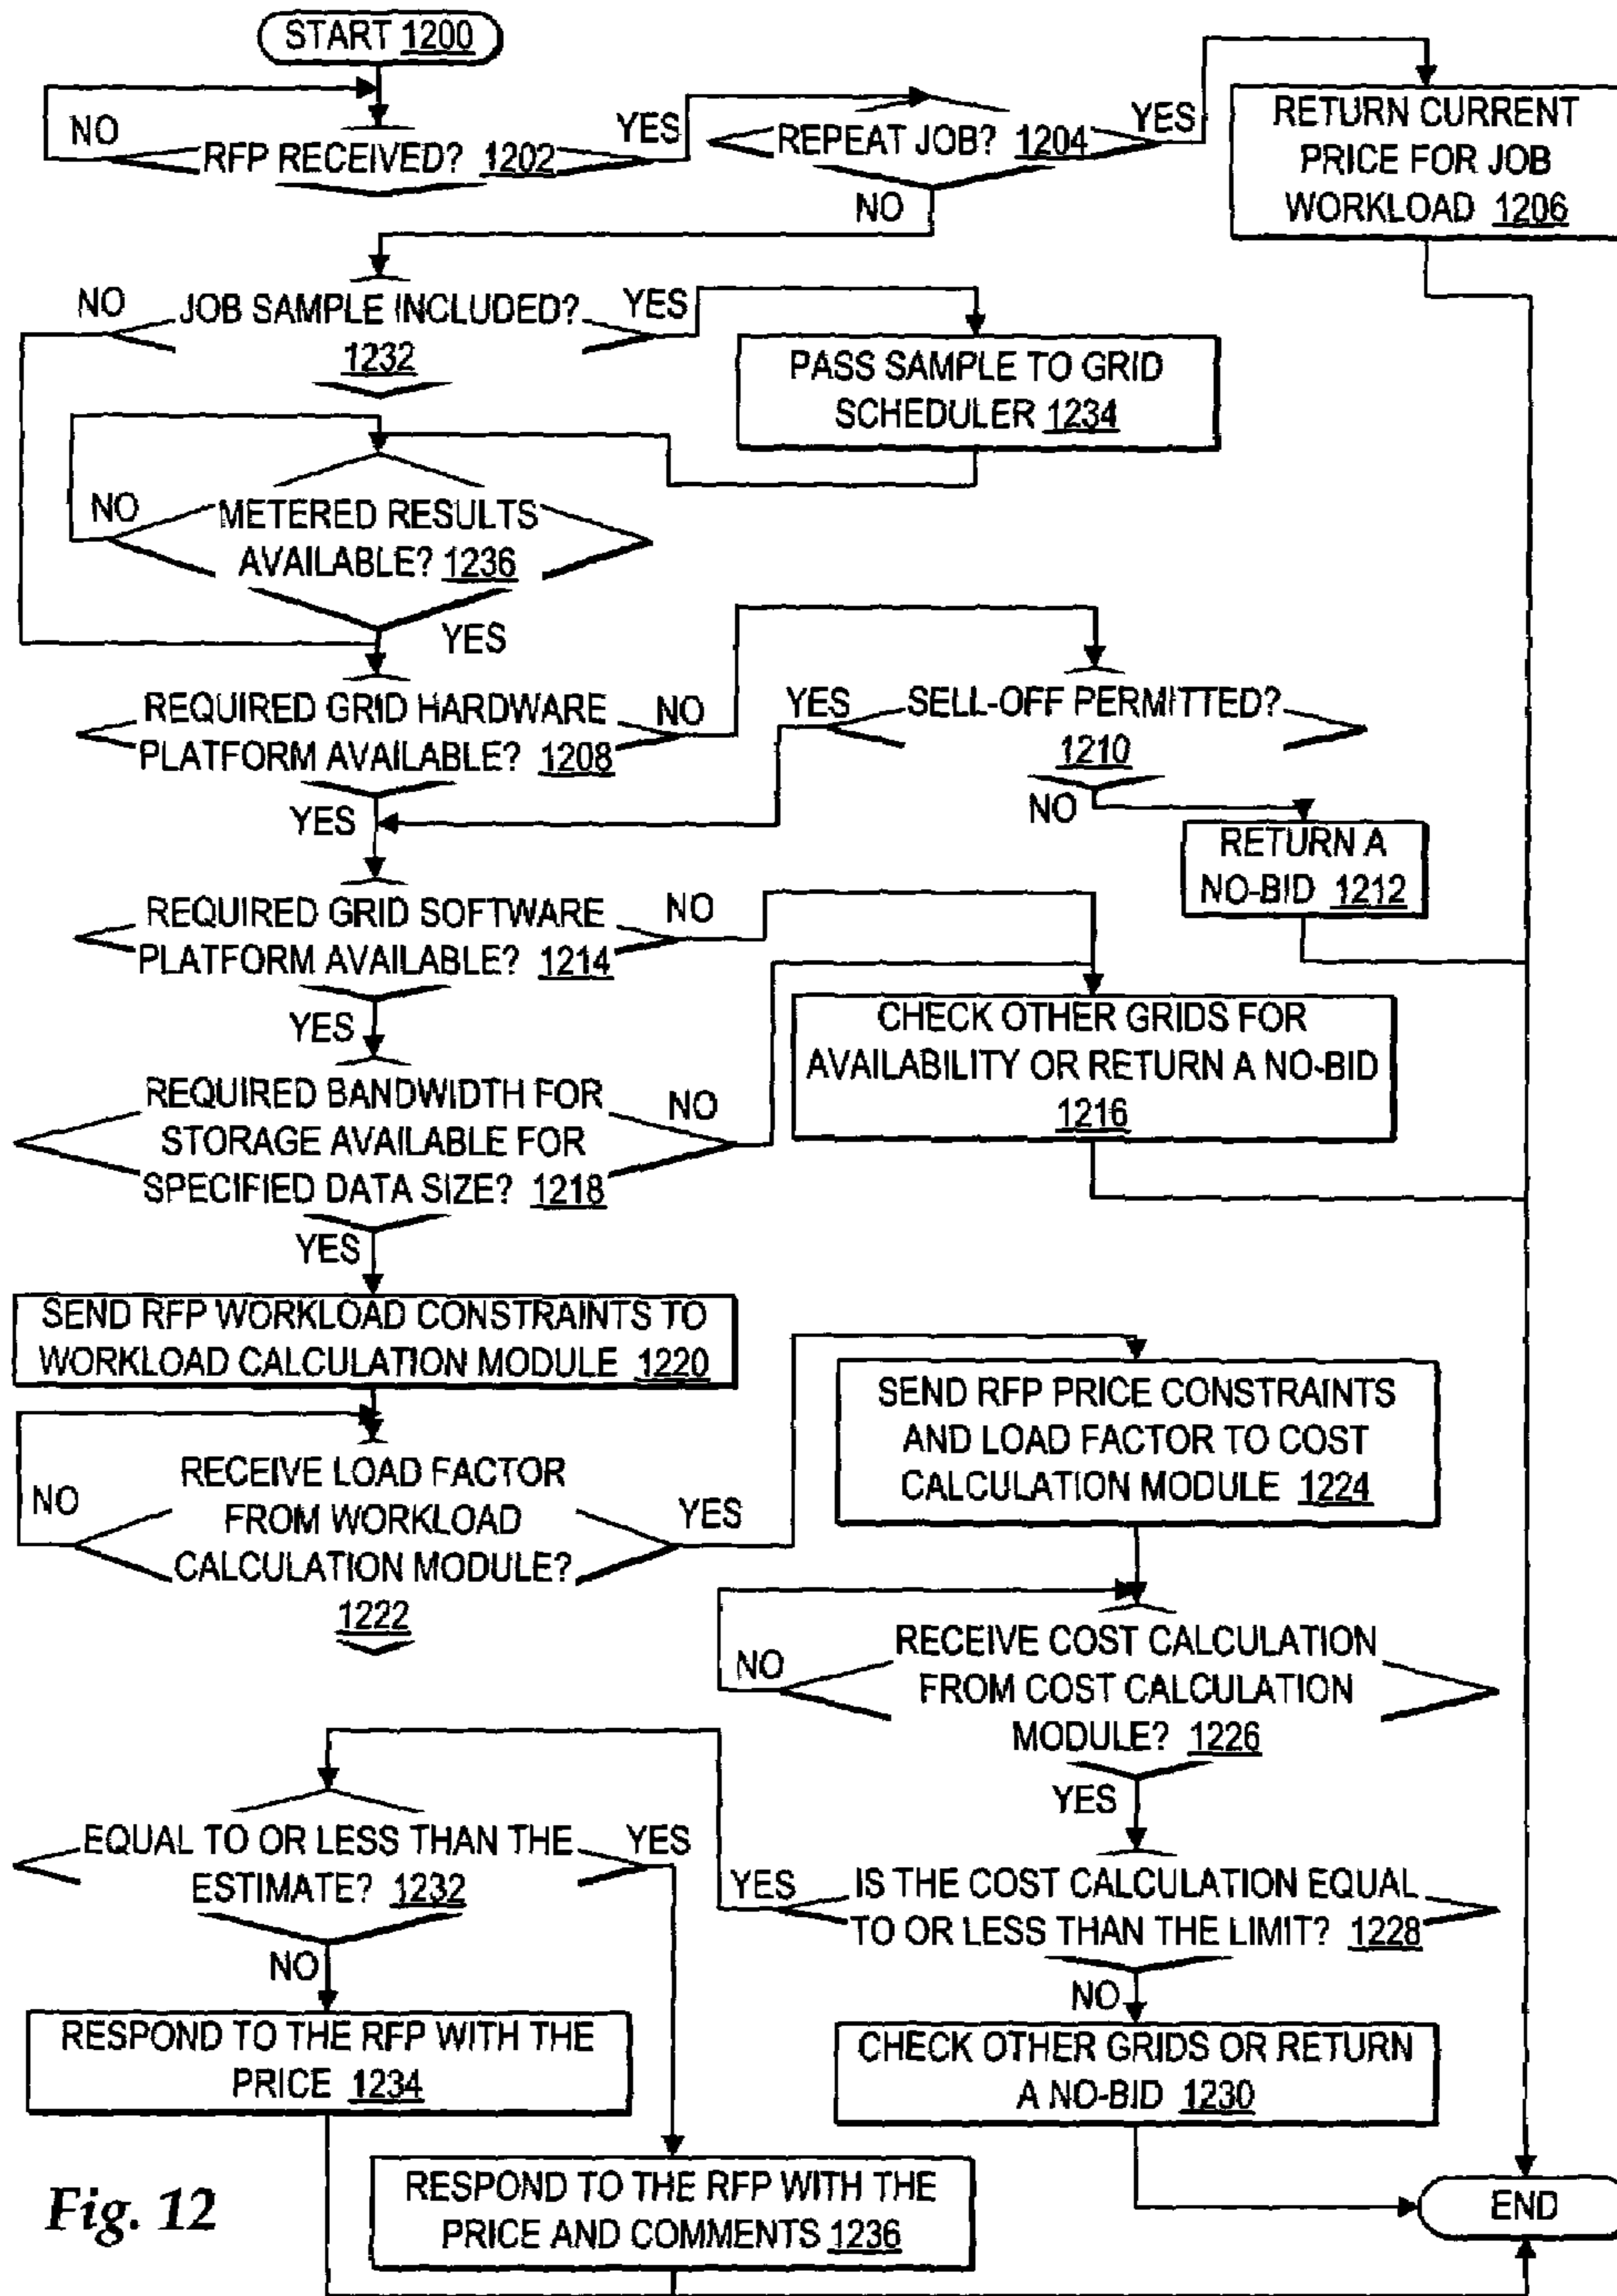 START 1200
NO
RFP RECEIVED? 1202
YES
REPEAT JOB? 1204
YES
NO
RETURN CURRENT
PRICE FOR JOB
WORKLOAD 1206
NO
JOB SAMPLE INCLUDED?
1232
YES
PASS SAMPLE TO GRID
SCHEDULER 1234
NO
METERED RESULTS
AVAILABLE? 1236
YES
REQUIRED GRID HARDWARE
PLATFORM AVAILABLE? 1208
NO
YES
YES
SELL-OFF PERMITTED?
1210
NO
RETURN A
NO-BID 1212
REQUIRED GRID SOFTWARE
PLATFORM AVAILABLE? 1214
NO
YES
CHECK OTHER GRIDS FOR
AVAILABILITY OR RETURN A NO-BID
1216
REQUIRED BANDWIDTH FOR
STORAGE AVAILABLE FOR
SPECIFIED DATA SIZE? 1218
NO
YES
SEND RFP WORKLOAD CONSTRAINTS TO
WORKLOAD CALCULATION MODULE 1220
NO
RECEIVE LOAD FACTOR
FROM WORKLOAD
CALCULATION MODULE?
1222
YES
SEND RFP PRICE CONSTRAINTS
AND LOAD FACTOR TO COST
CALCULATION MODULE 1224
NO
RECEIVE COST CALCULATION
FROM COST CALCULATION
MODULE? 1226
YES
IS THE COST CALCULATION EQUAL
TO OR LESS THAN THE LIMIT? 1228
YES
NO
CHECK OTHER GRIDS OR RETURN
A NO-BID 1230
EQUAL TO OR LESS THAN THE
ESTIMATE? 1232
YES
NO
RESPOND TO THE RFP WITH THE
PRICE 1234
RESPOND TO THE RFP WITH THE
PRICE AND COMMENTS 1236
END
Fig. 12